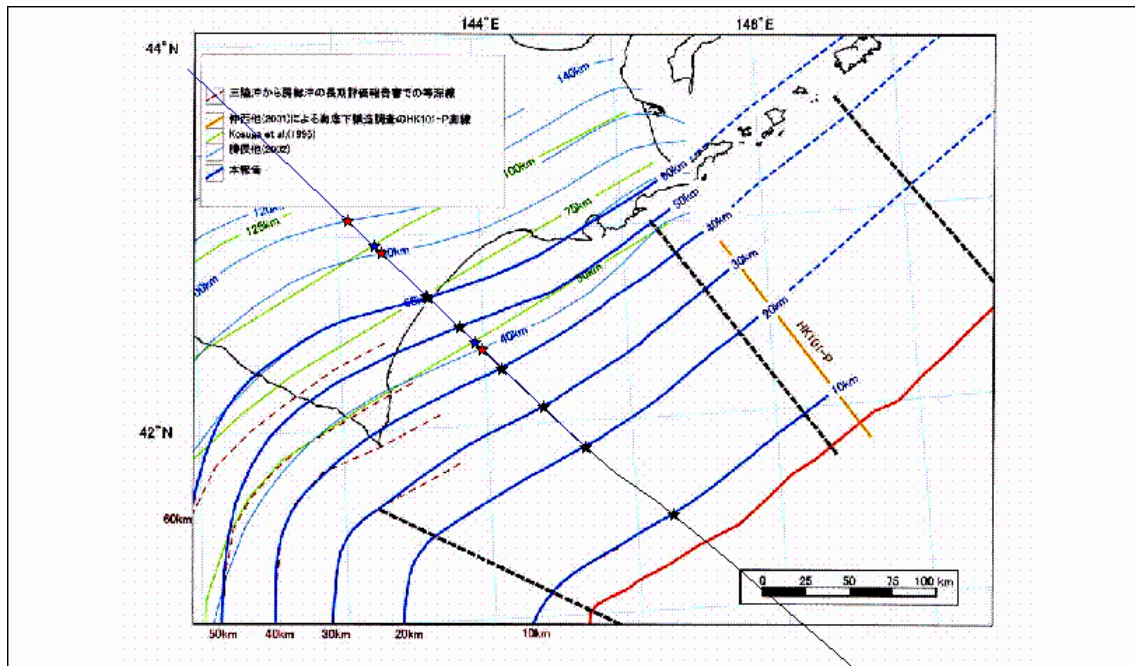 144°E
146°E
44°N
140km
三陸沖から房総沖の長期評価報告書での等深線
仲西他(2001)による海底下構造調査のHK101-P測線
Kosuga et al.(1996)
勝俣他(2002)
本報告
100km
75km
60km
50km
40km
30km
20km
10km
120km
125km
50km
40km
HK101-P
42°N
60km
0 25 50 75 100 km
50km 40km 30km 20km 10km